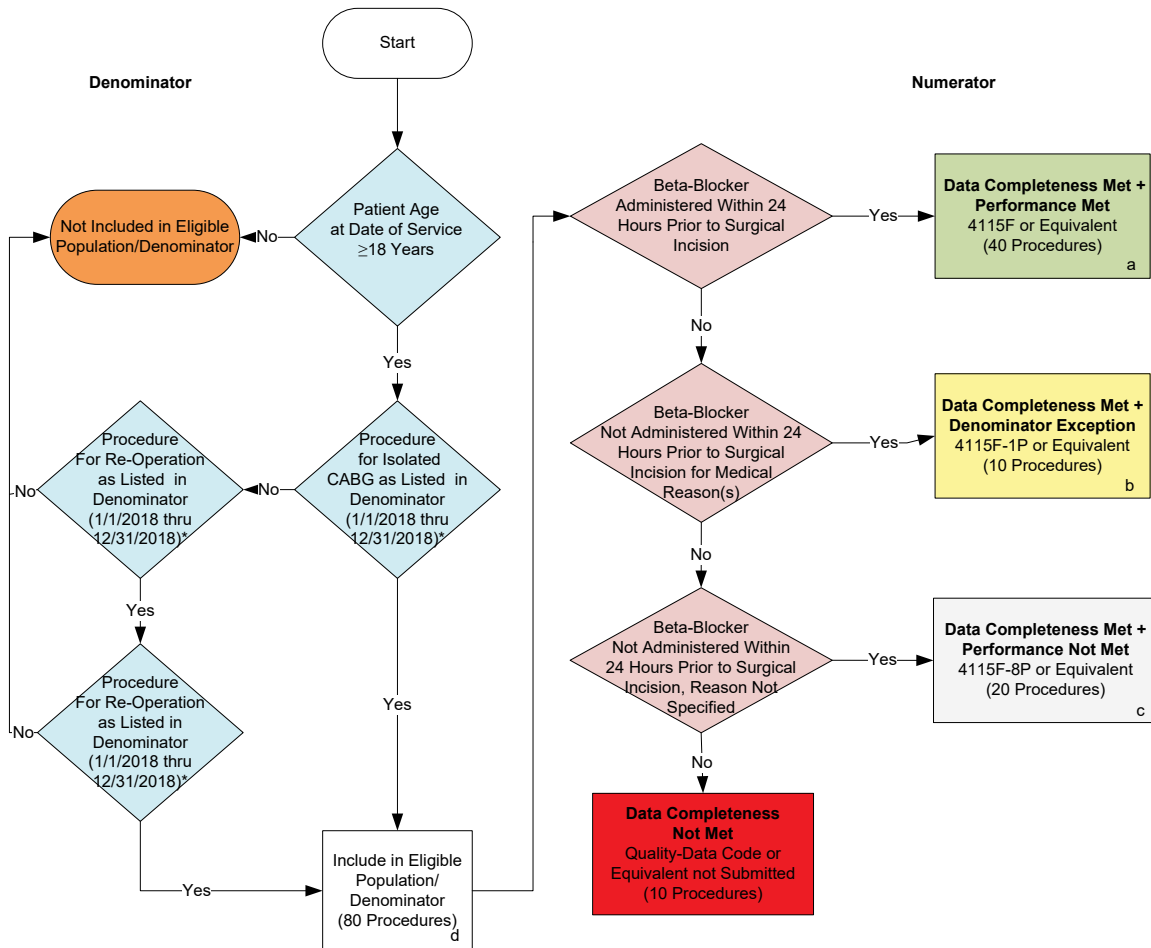 Start
Denominator
Numerator
Patient Age
at Date of Service
≥18 Years
No
Not Included in Eligible
Population/Denominator
Yes
Procedure
for Isolated
CABG as Listed in
Denominator
(1/1/2018 thru
12/31/2018)*
No
Procedure
For Re-Operation
as Listed in
Denominator
(1/1/2018 thru
12/31/2018)*
No
Yes
Procedure
For Re-Operation
as Listed in
Denominator
(1/1/2018 thru
12/31/2018)*
No
Yes
Yes
Include in Eligible
Population/
Denominator
(80 Procedures)
d
Beta-Blocker
Administered Within 24
Hours Prior to Surgical
Incision
Yes
Data Completeness Met +
Performance Met
4115F or Equivalent
(40 Procedures)
a
No
Beta-Blocker
Not Administered Within 24
Hours Prior to Surgical
Incision for Medical
Reason(s)
Yes
Data Completeness Met +
Denominator Exception
4115F-1P or Equivalent
(10 Procedures)
b
No
Beta-Blocker
Not Administered Within
24 Hours Prior to Surgical
Incision, Reason Not
Specified
Yes
Data Completeness Met +
Performance Not Met
4115F-8P or Equivalent
(20 Procedures)
c
No
Data Completeness
Not Met
Quality-Data Code or
Equivalent not Submitted
(10 Procedures)